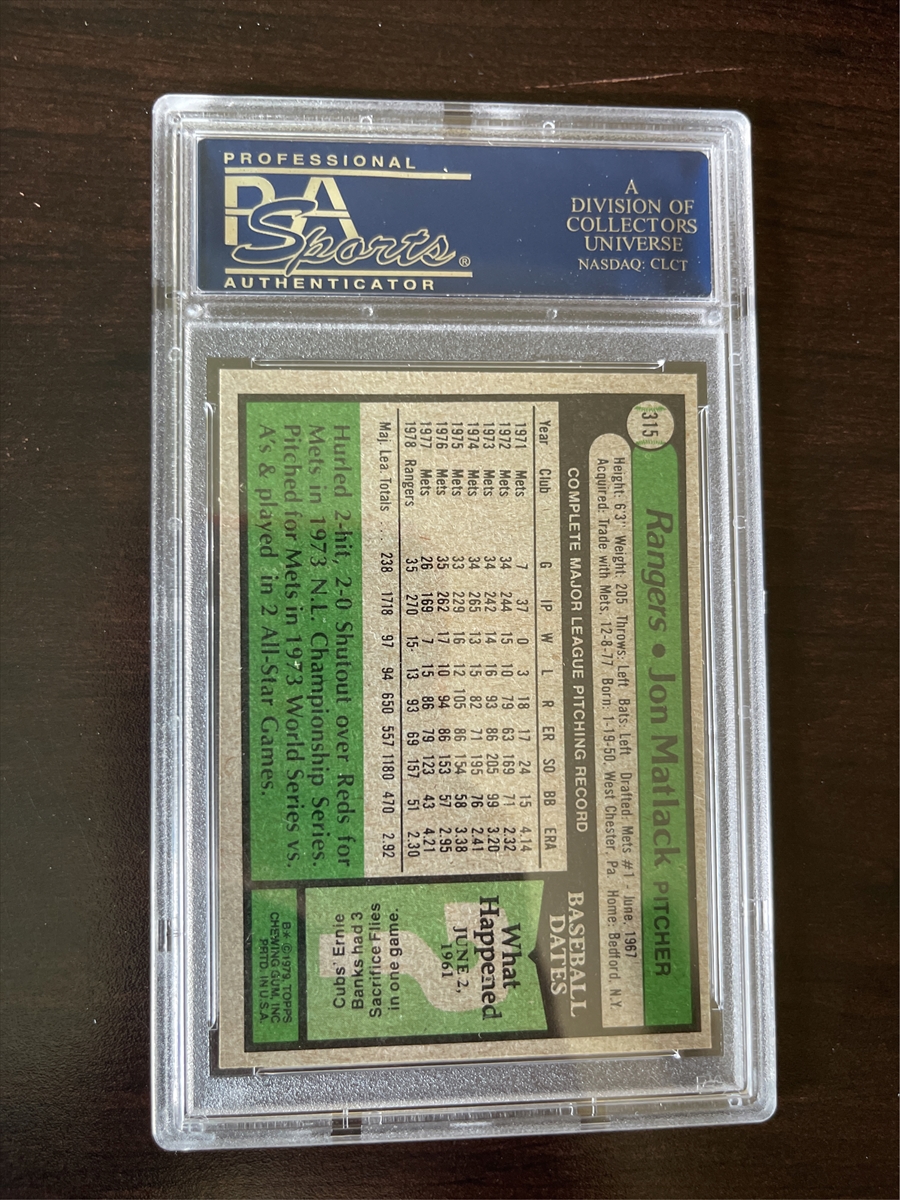 PROFESSIONAL
PSA
Sports®
AUTHENTICATOR
A
DIVISION OF
COLLECTORS
UNIVERSE
NASDAQ: CLCT
315
Rangers • Jon Matlack PITCHER
Height: 6'3" Weight: 205 Throws: Left Bats: Left Drafted: Mets #1 - June, 1967
Acquired: Trade with Mets, 12-8-77 Born: 1-19-50, West Chester, Pa Home: Bedford, N.Y.
COMPLETE MAJOR LEAGUE PITCHING RECORD
Year Club G IP W L R ER SO BB ERA
1971 Mets 7 37 0 3 18 17 24 15 4.14
1972 Mets 34 244 15 10 79 63 169 71 2.32
1973 Mets 34 242 14 16 93 86 205 99 3.20
1974 Mets 34 265 13 15 82 71 195 76 2.41
1975 Mets 33 229 16 12 105 86 154 58 3.38
1976 Mets 35 262 17 10 94 86 153 57 2.95
1977 Mets 26 169 7 15 86 79 123 43 4.21
1978 Rangers 35 270 15 13 93 69 157 51 2.30
Maj. Lea. Totals .... 238 1718 97 94 650 557 1180 470 2.92
Hurled 2-hit, 2-0 Shutout over Reds for
Mets in 1973 N.L. Championship Series.
Pitched for Mets in 1973 World Series vs.
A's & played in 2 All-Star Games.
BASEBALL
DATES
What
Happened
JUNE 2,
1961
?
Cubs' Ernie
Banks had 3
Sacrifice Flies
in one game.
B* ©1979, TOPPS
CHEWING GUM, INC
PRTD. IN U.S.A.